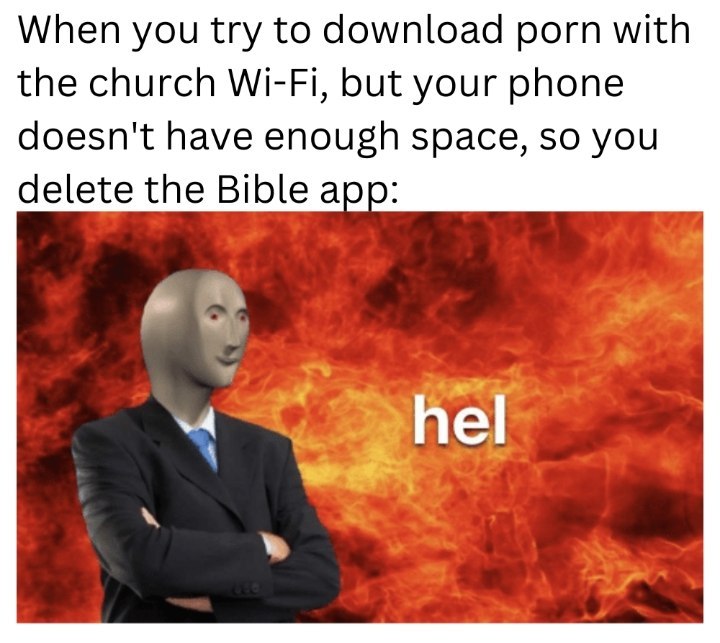 When you try to download porn with
the church Wi-Fi, but your phone
doesn't have enough space, so you
delete the Bible app:
hel